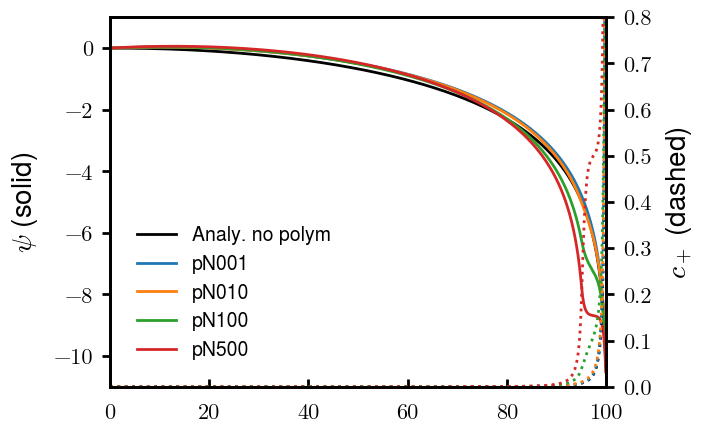 0
−2
−4
−6
−8
−10
ψ (solid)
Analy. no polym
pN001
pN010
pN100
pN500
0.8
0.7
0.6
0.5
0.4
0.3
0.2
0.1
0.0
c₊ (dashed)
0 20 40 60 80 100